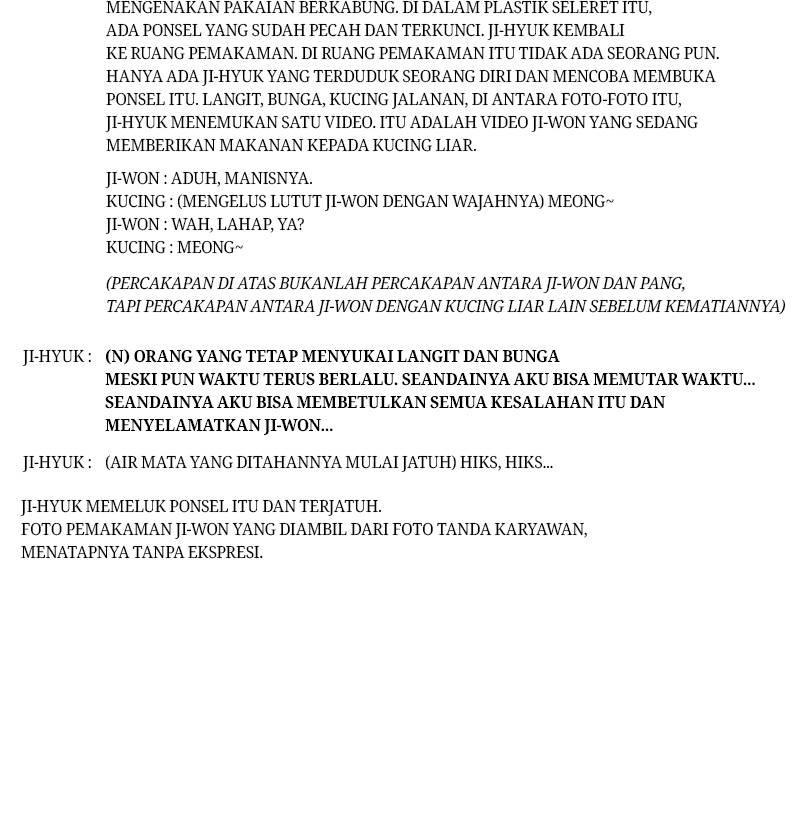 MENGENAKAN PAKAIAN BERKABUNG. DI DALAM PLASTIK SELERET ITU,
ADA PONSEL YANG SUDAH PECAH DAN TERKUNCI. JI-HYUK KEMBALI
KE RUANG PEMAKAMAN. DI RUANG PEMAKAMAN ITU TIDAK ADA SEORANG PUN.
HANYA ADA JI-HYUK YANG TERDUDUK SEORANG DIRI DAN MENCOBA MEMBUKA
PONSEL ITU. LANGIT, BUNGA, KUCING JALANAN, DI ANTARA FOTO-FOTO ITU,
JI-HYUK MENEMUKAN SATU VIDEO. ITU ADALAH VIDEO JI-WON YANG SEDANG
MEMBERIKAN MAKANAN KEPADA KUCING LIAR.
JI-WON : ADUH, MANISNYA.
KUCING : (MENGELUS LUTUT JI-WON DENGAN WAJAHNYA) MEONG~
JI-WON : WAH, LAHAP, YA?
KUCING : MEONG~
(PERCAKAPAN DI ATAS BUKANLAH PERCAKAPAN ANTARA JI-WON DAN PANG,
TAPI PERCAKAPAN ANTARA JI-WON DENGAN KUCING LIAR LAIN SEBELUM KEMATIANNYA)
JI-HYUK : (N) ORANG YANG TETAP MENYUKAI LANGIT DAN BUNGA
MESKI PUN WAKTU TERUS BERLALU. SEANDAINYA AKU BISA MEMUTAR WAKTU...
SEANDAINYA AKU BISA MEMBETULKAN SEMUA KESALAHAN ITU DAN
MENYELAMATKAN JI-WON...
JI-HYUK : (AIR MATA YANG DITAHANNYA MULAI JATUH) HIKS, HIKS...
JI-HYUK MEMELUK PONSEL ITU DAN TERJATUH.
FOTO PEMAKAMAN JI-WON YANG DIAMBIL DARI FOTO TANDA KARYAWAN,
MENATAPNYA TANPA EKSPRESI.